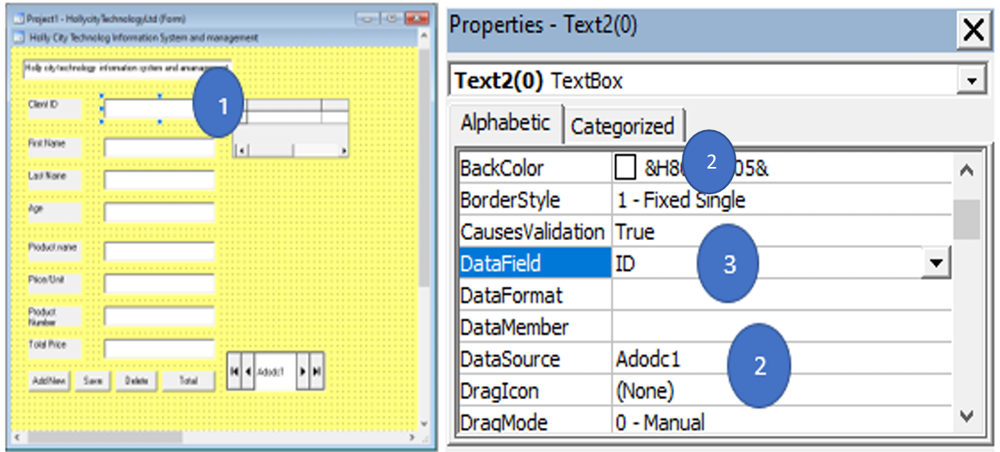 Project1 - HollycityTechnologyLtd (Form)
Holly City Technolog Information System and management
Holly city technology information system and
Client ID
1
First Name
Last Name
Age
Product name
Price/Unit
Product
Number
Total Price
Add New Save Delete Total
Adodc1
Properties - Text2(0)
Text2(0) TextBox
Alphabetic Categorized
2
BackColor &H8 05&
BorderStyle 1 - Fixed Single
CausesValidation True
DataField ID 3
DataFormat
DataMember
DataSource Adodc1 2
DragIcon (None)
DragMode 0 - Manual